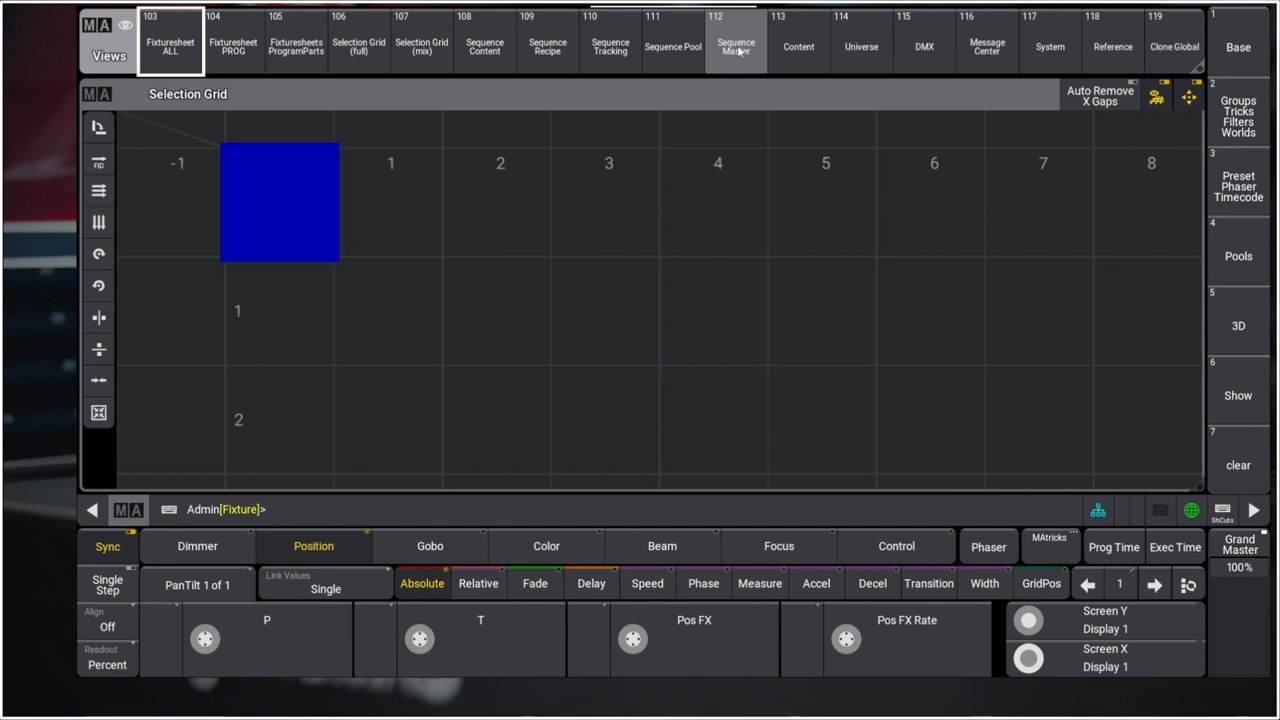 MA
Views
103
Fixturesheet
ALL
104
Fixturesheet
PROG
105
Fixturesheets
ProgramParts
106
Selection Grid
(full)
107
Selection Grid
(mix)
108
Sequence
Content
109
Sequence
Recipe
110
Sequence
Tracking
111
Sequence Pool
112
Sequence
Master
113
Content
114
Universe
115
DMX
116
Message
Center
117
System
118
Reference
119
Clone Global
1
Base
MA
Selection Grid
Auto Remove
X Gaps
2
Groups
Tricks
Filters
Worlds
3
Preset
Phaser
Timecode
4
Pools
5
3D
6
Show
7
clear
FID
-1 1 2 3 4 5 6 7 8
1
2
MA
Admin[Fixture]>
ShCuts
Sync
Dimmer
Position
Gobo
Color
Beam
Focus
Control
Phaser
MAtricks
Prog Time
Exec Time
Grand
Master
100%
Single
Step
PanTilt 1 of 1
Link Values
Single
Absolute
Relative
Fade
Delay
Speed
Phase
Measure
Accel
Decel
Transition
Width
GridPos
1
Align
Off
Readout
Percent
P
T
Pos FX
Pos FX Rate
Screen Y
Display 1
Screen X
Display 1